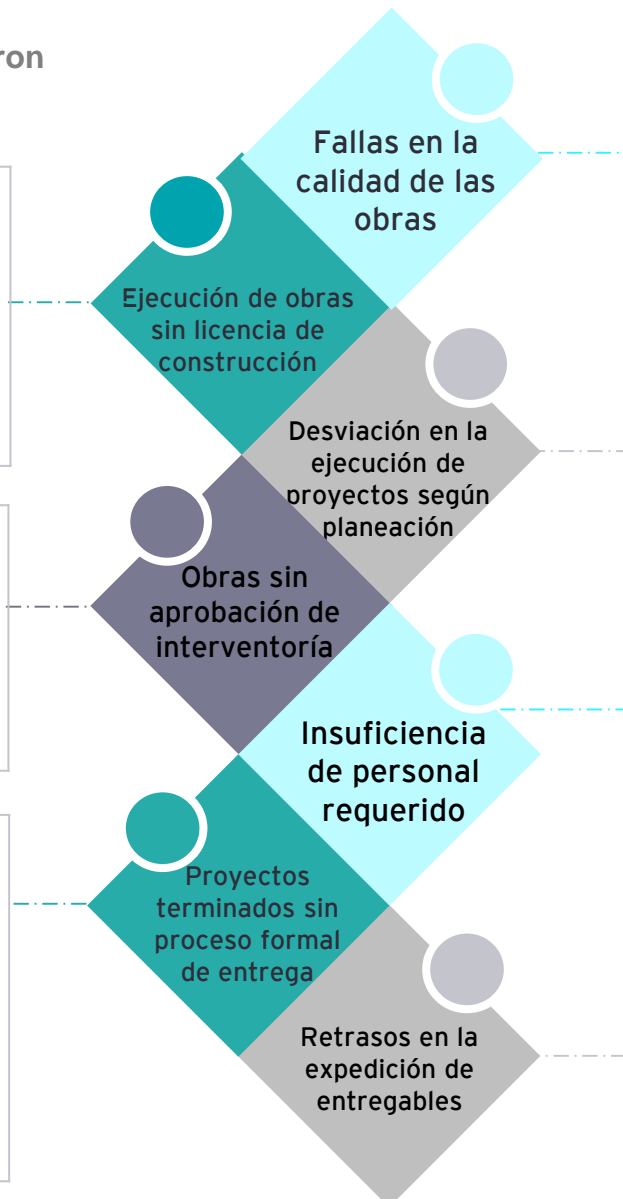 ron
Fallas en la
calidad de las
obras
Ejecución de obras
sin licencia de
construcción
Desviación en la
ejecución de
proyectos según
planeación
Obras sin
aprobación de
interventoría
Insuficiencia
de personal
requerido
Proyectos
terminados sin
proceso formal
de entrega
Retrasos en la
expedición de
entregables